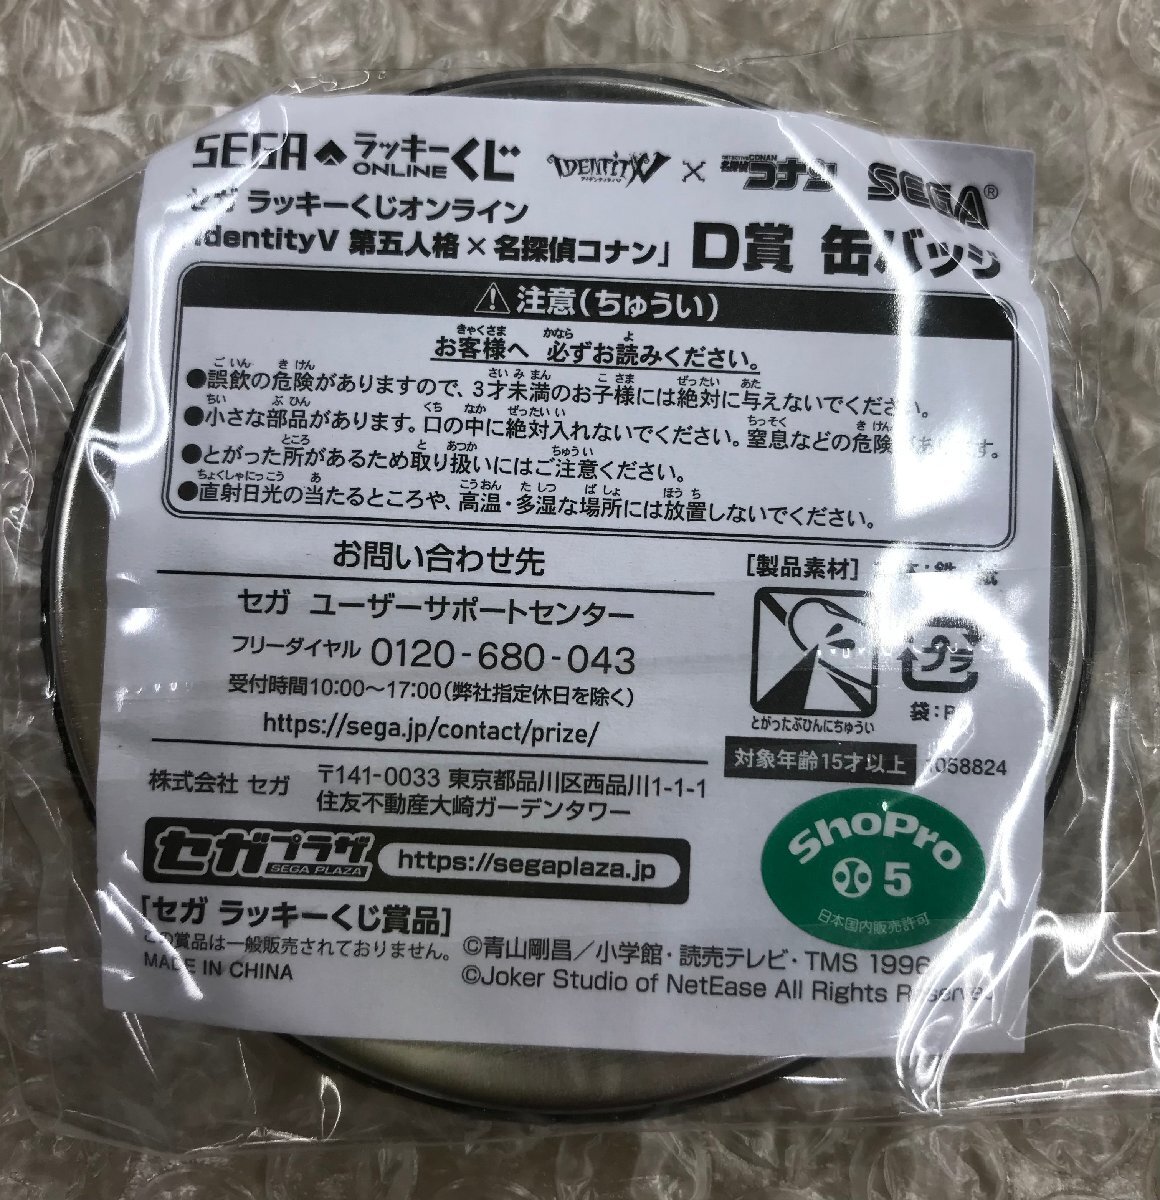 SEGA ラッキーくじ ONLINE IDENTITY V アイデンティティV × DETECTIVE CONAN 名探偵コナン SEGA®
セガ ラッキーくじオンライン
「IdentityV 第五人格×名探偵コナン」 D賞 缶バッジ
注意(ちゅうい)
お客様へ 必ずお読みください。
●誤飲の危険がありますので、3才未満のお子様には絶対に与えないでください。
●小さな部品があります。口の中に絶対入れないでください。窒息などの危険があります。
●とがった所があるため取り扱いにはご注意ください。
●直射日光の当たるところや、高温・多湿な場所には放置しないでください。
お問い合わせ先
セガ ユーザーサポートセンター
フリーダイヤル 0120-680-043
受付時間10:00～17:00(弊社指定休日を除く)
https://sega.jp/contact/prize/
[製品素材]
とがったぶひんにちゅうい
プラ
袋:P
対象年齢15才以上 1058824
株式会社 セガ 〒141-0033 東京都品川区西品川1-1-1
住友不動産大崎ガーデンタワー
セガプラザ SEGA PLAZA https://segaplaza.jp
ShoPro
5
日本国内販売許可
[セガ ラッキーくじ賞品]
この賞品は一般販売されておりません。
MADE IN CHINA
©青山剛昌／小学館・読売テレビ・TMS 1996
©Joker Studio of NetEase All Rights Reserved